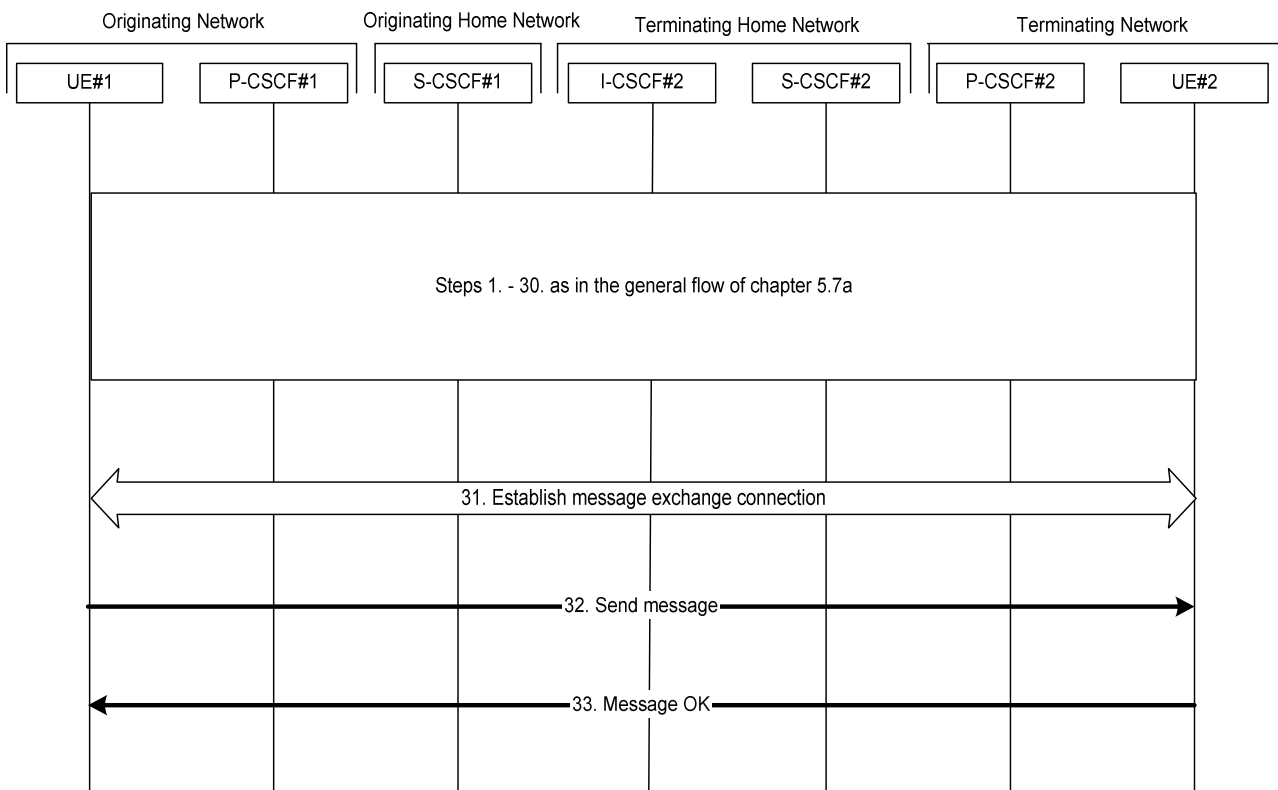 Originating Network
Originating Home Network
Terminating Home Network
Terminating Network
UE#1
P-CSCF#1
S-CSCF#1
I-CSCF#2
S-CSCF#2
P-CSCF#2
UE#2
Steps 1. - 30. as in the general flow of chapter 5.7a
31. Establish message exchange connection
32. Send message
33. Message OK